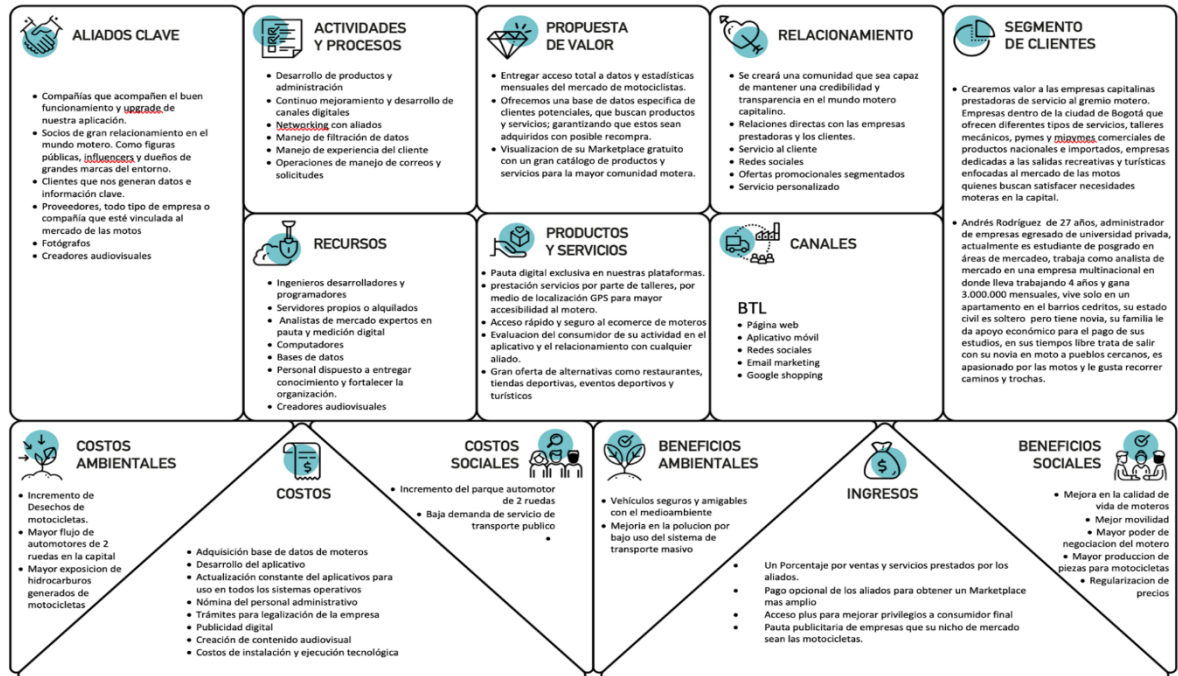 ALIADOS CLAVE
• Compañías que acompañen el buen
funcionamiento y upgrade de
nuestra aplicación.
• Socios de gran relacionamiento en el
mundo motero. Como figuras
públicas, influencers y dueños de
grandes marcas del entorno.
• Clientes que nos generan datos e
información clave.
• Proveedores, todo tipo de empresa o
compañía que esté vinculada al
mercado de las motos
• Fotógrafos
• Creadores audiovisuales
ACTIVIDADES
Y PROCESOS
• Desarrollo de productos y
administración
• Continuo mejoramiento y desarrollo de
canales digitales
• Networking con aliados
• Manejo de filtración de datos
• Manejo de experiencia del cliente
• Operaciones de manejo de correos y
solicitudes
RECURSOS
• Ingenieros desarrolladores y
programadores
• Servidores propios o alquilados
• Analistas de mercado expertos en
pauta y medición digital
• Computadores
• Bases de datos
• Personal dispuesto a entregar
conocimiento y fortalecer la
organización.
• Creadores audiovisuales
PROPUESTA
DE VALOR
• Entregar acceso total a datos y estadísticas
mensuales del mercado de motociclistas.
• Ofrecemos una base de datos especifica de
clientes potenciales, que buscan productos
y servicios; garantizando que estos sean
adquiridos con posible recompra.
• Visualizacion de su Marketplace gratuito
con un gran catálogo de productos y
servicios para la mayor comunidad motera.
PRODUCTOS
Y SERVICIOS
• Pauta digital exclusiva en nuestras plataformas.
• prestación servicios por parte de talleres, por
medio de localización GPS para mayor
accesibilidad al motero.
• Acceso rápido y seguro al ecomerce de moteros
• Evaluacion del consumidor de su actividad en el
aplicativo y el relacionamiento con cualquier
aliado.
• Gran oferta de alternativas como restaurantes,
tiendas deportivas, eventos deportivos y
turísticos
RELACIONAMIENTO
• Se creará una comunidad que sea capaz
de mantener una credibilidad y
transparencia en el mundo motero
capitalino.
• Relaciones directas con las empresas
prestadoras y los clientes.
• Servicio al cliente
• Redes sociales
• Ofertas promocionales segmentados
• Servicio personalizado
CANALES
BTL
• Página web
• Aplicativo móvil
• Redes sociales
• Email marketing
• Google shopping
SEGMENTO
DE CLIENTES
• Crearemos valor a las empresas capitalinas
prestadoras de servicio al gremio motero.
Empresas dentro de la ciudad de Bogotá que
ofrecen diferentes tipos de servicios, talleres
mecánicos, pymes y mipymes comerciales de
productos nacionales e importados, empresas
dedicadas a las salidas recreativas y turísticas
enfocadas al mercado de las motos
quienes buscan satisfacer necesidades
moteras en la capital.
• Andrés Rodríguez de 27 años, administrador
de empresas egresado de universidad privada,
actualmente es estudiante de posgrado en
áreas de mercadeo, trabaja como analista de
mercado en una empresa multinacional en
donde lleva trabajando 4 años y gana
3.000.000 mensuales, vive solo en un
apartamento en el barrios cedritos, su estado
civil es soltero pero tiene novia, su familia le
da apoyo económico para el pago de sus
estudios, en sus tiempos libre trata de salir
con su novia en moto a pueblos cercanos, es
apasionado por las motos y le gusta recorrer
caminos y trochas.
COSTOS
AMBIENTALES
• Incremento de
Desechos de
motocicletas.
• Mayor flujo de
automotores de 2
ruedas en la capital
• Mayor exposicion de
hidrocarburos
generados de
motocicletas
COSTOS
• Adquisición base de datos de moteros
• Desarrollo del aplicativo
• Actualización constante del aplicativos para
uso en todos los sistemas operativos
• Nómina del personal administrativo
• Trámites para legalización de la empresa
• Publicidad digital
• Creación de contenido audiovisual
• Costos de instalación y ejecución tecnológica
COSTOS
SOCIALES
• Incremento del parque automotor
de 2 ruedas
• Baja demanda de servicio de
transporte publico
•
BENEFICIOS
AMBIENTALES
• Vehículos seguros y amigables
con el medioambiente
• Mejoria en la polucion por
bajo uso del sistema de
transporte masivo
INGRESOS
• Un Porcentaje por ventas y servicios prestados por los
aliados.
• Pago opcional de los aliados para obtener un Marketplace
mas amplio
• Acceso plus para mejorar privilegios a consumidor final
• Pauta publicitaria de empresas que su nicho de mercado
sean las motocicletas.
BENEFICIOS
SOCIALES
• Mejora en la calidad de
vida de moteros
• Mejor movilidad
• Mayor poder de
negociacion del motero
• Mayor produccion de
piezas para motocicletas
• Regularizacion de
precios